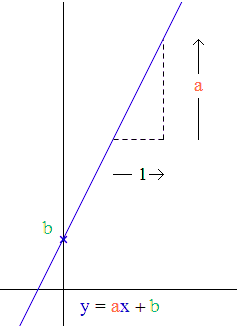 a
1
b
y = ax + b